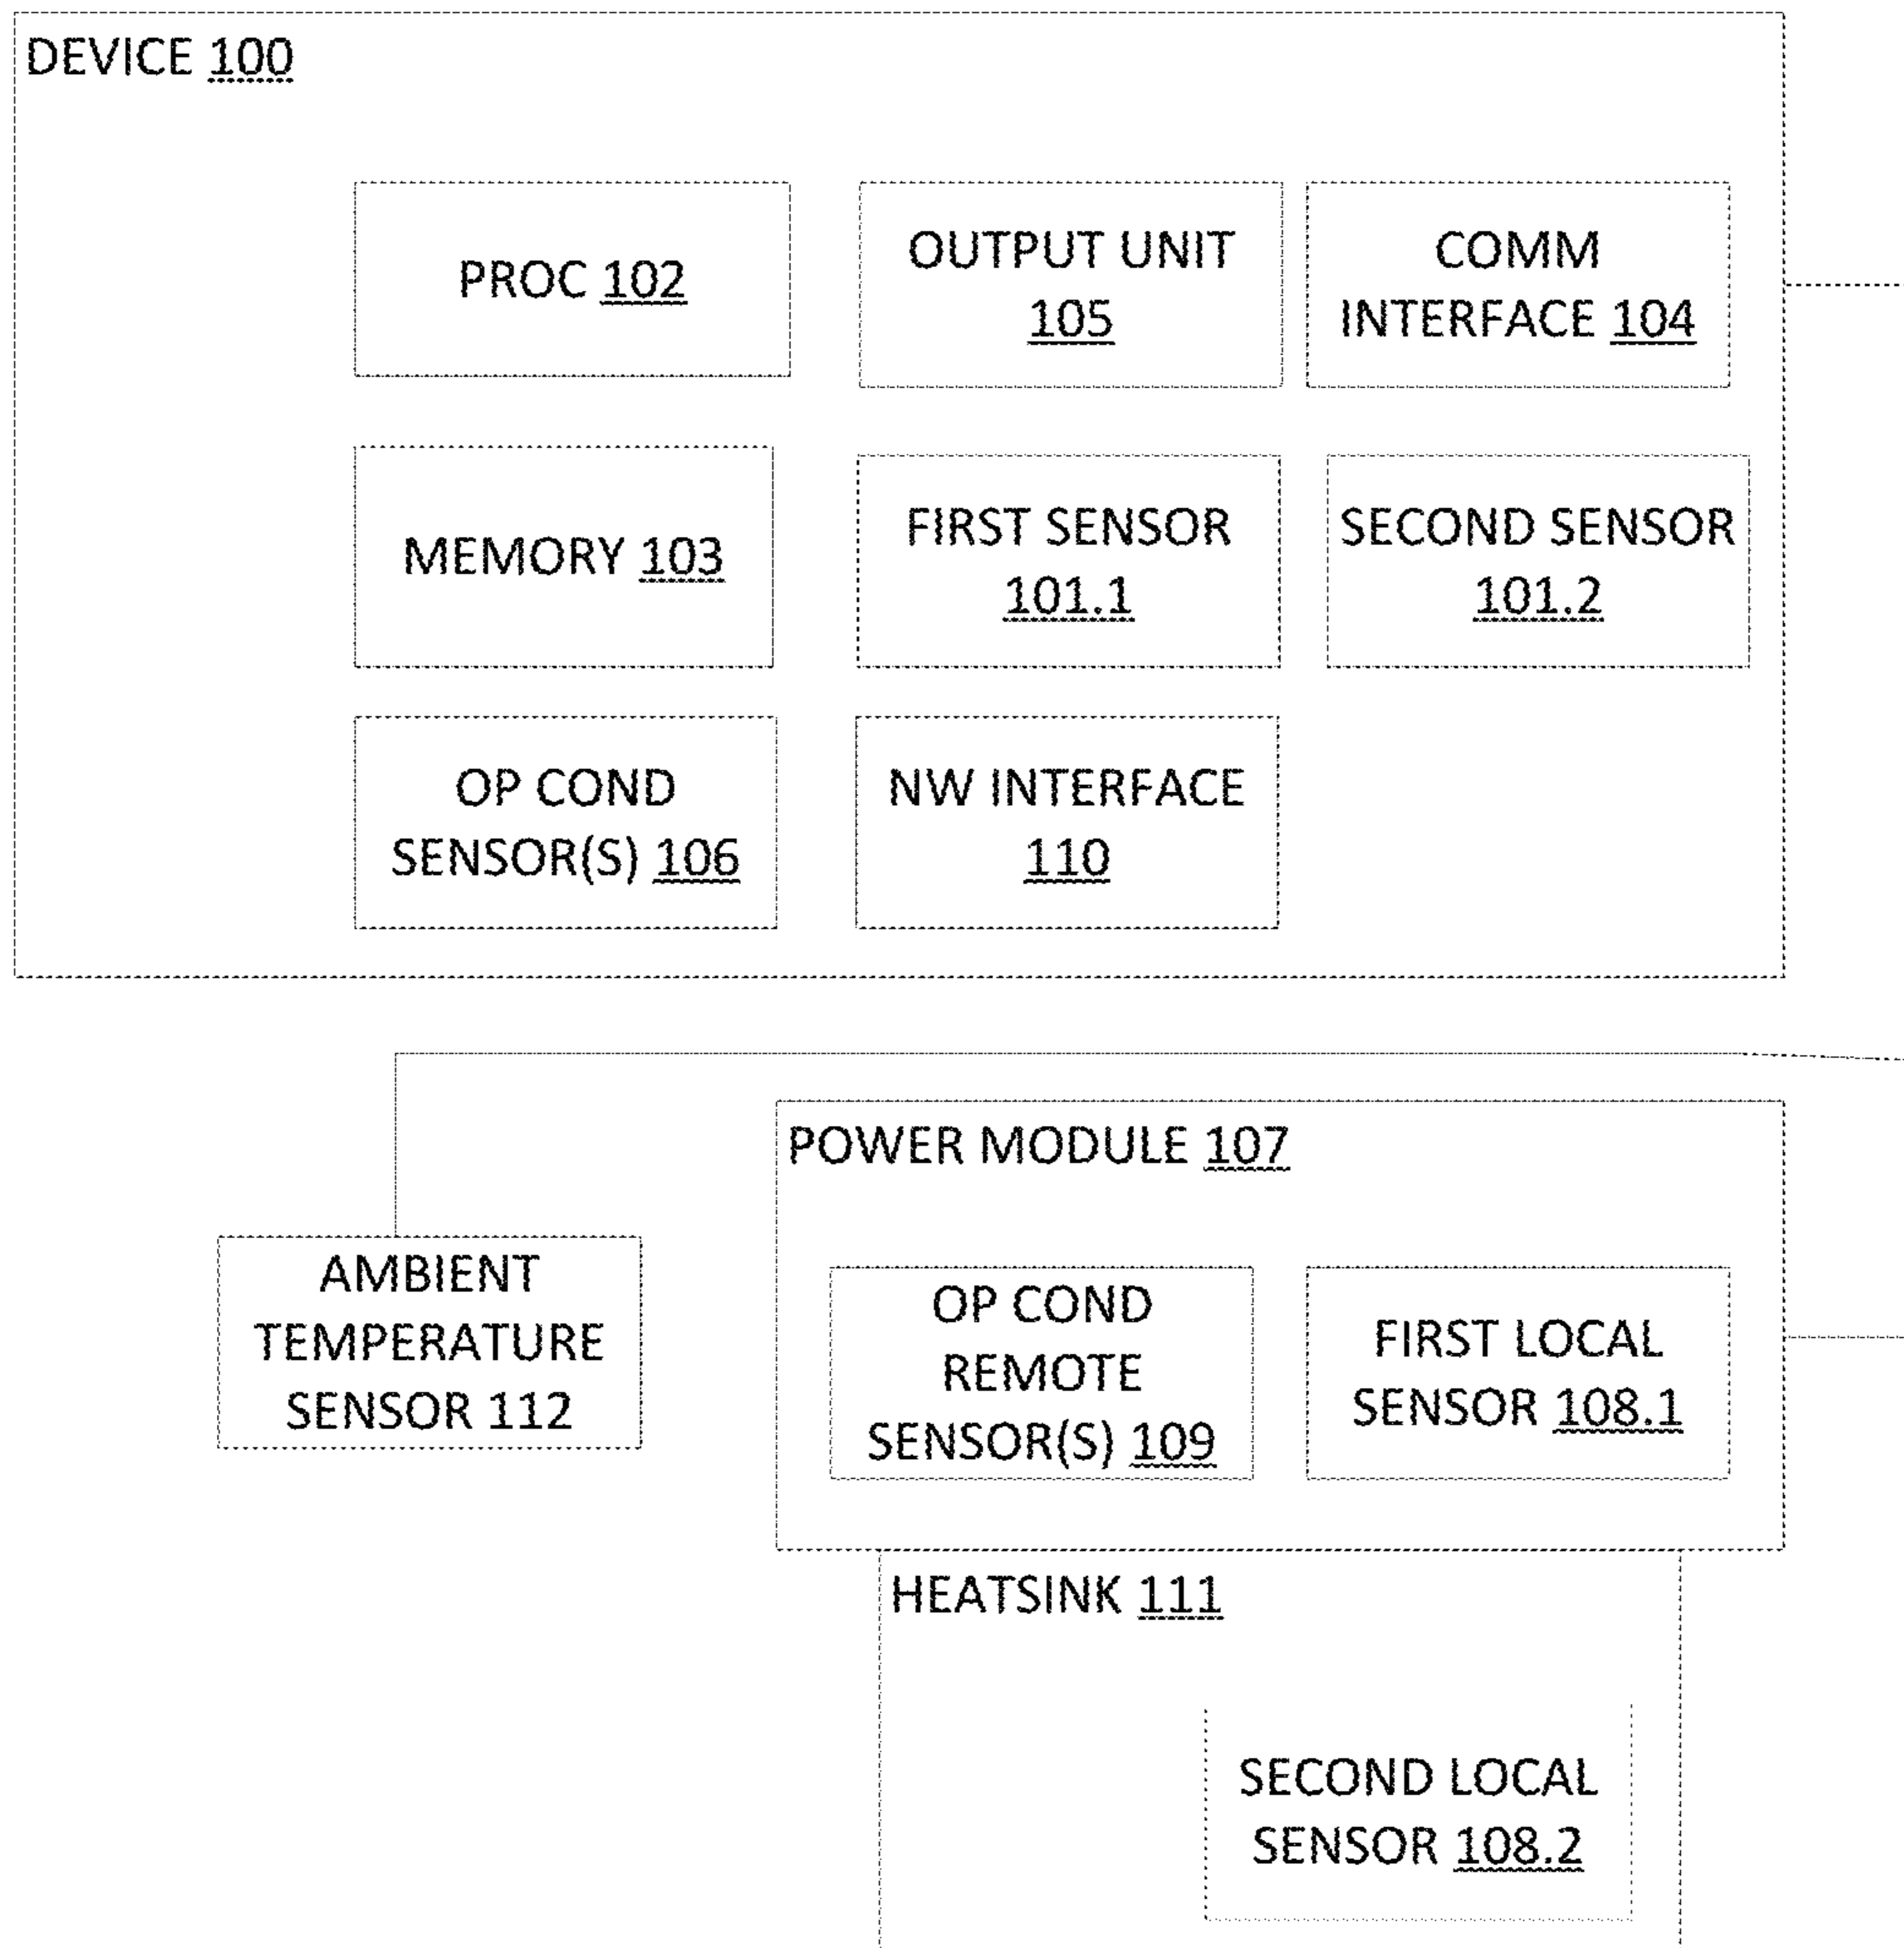 DEVICE 100
PROC 102
OUTPUT UNIT
105
COMM
INTERFACE 104
MEMORY 103
FIRST SENSOR
101.1
SECOND SENSOR
101.2
OP COND
SENSOR(S) 106
NW INTERFACE
110
AMBIENT
TEMPERATURE
SENSOR 112
POWER MODULE 107
OP COND
REMOTE
SENSOR(S) 109
FIRST LOCAL
SENSOR 108.1
HEATSINK 111
SECOND LOCAL
SENSOR 108.2